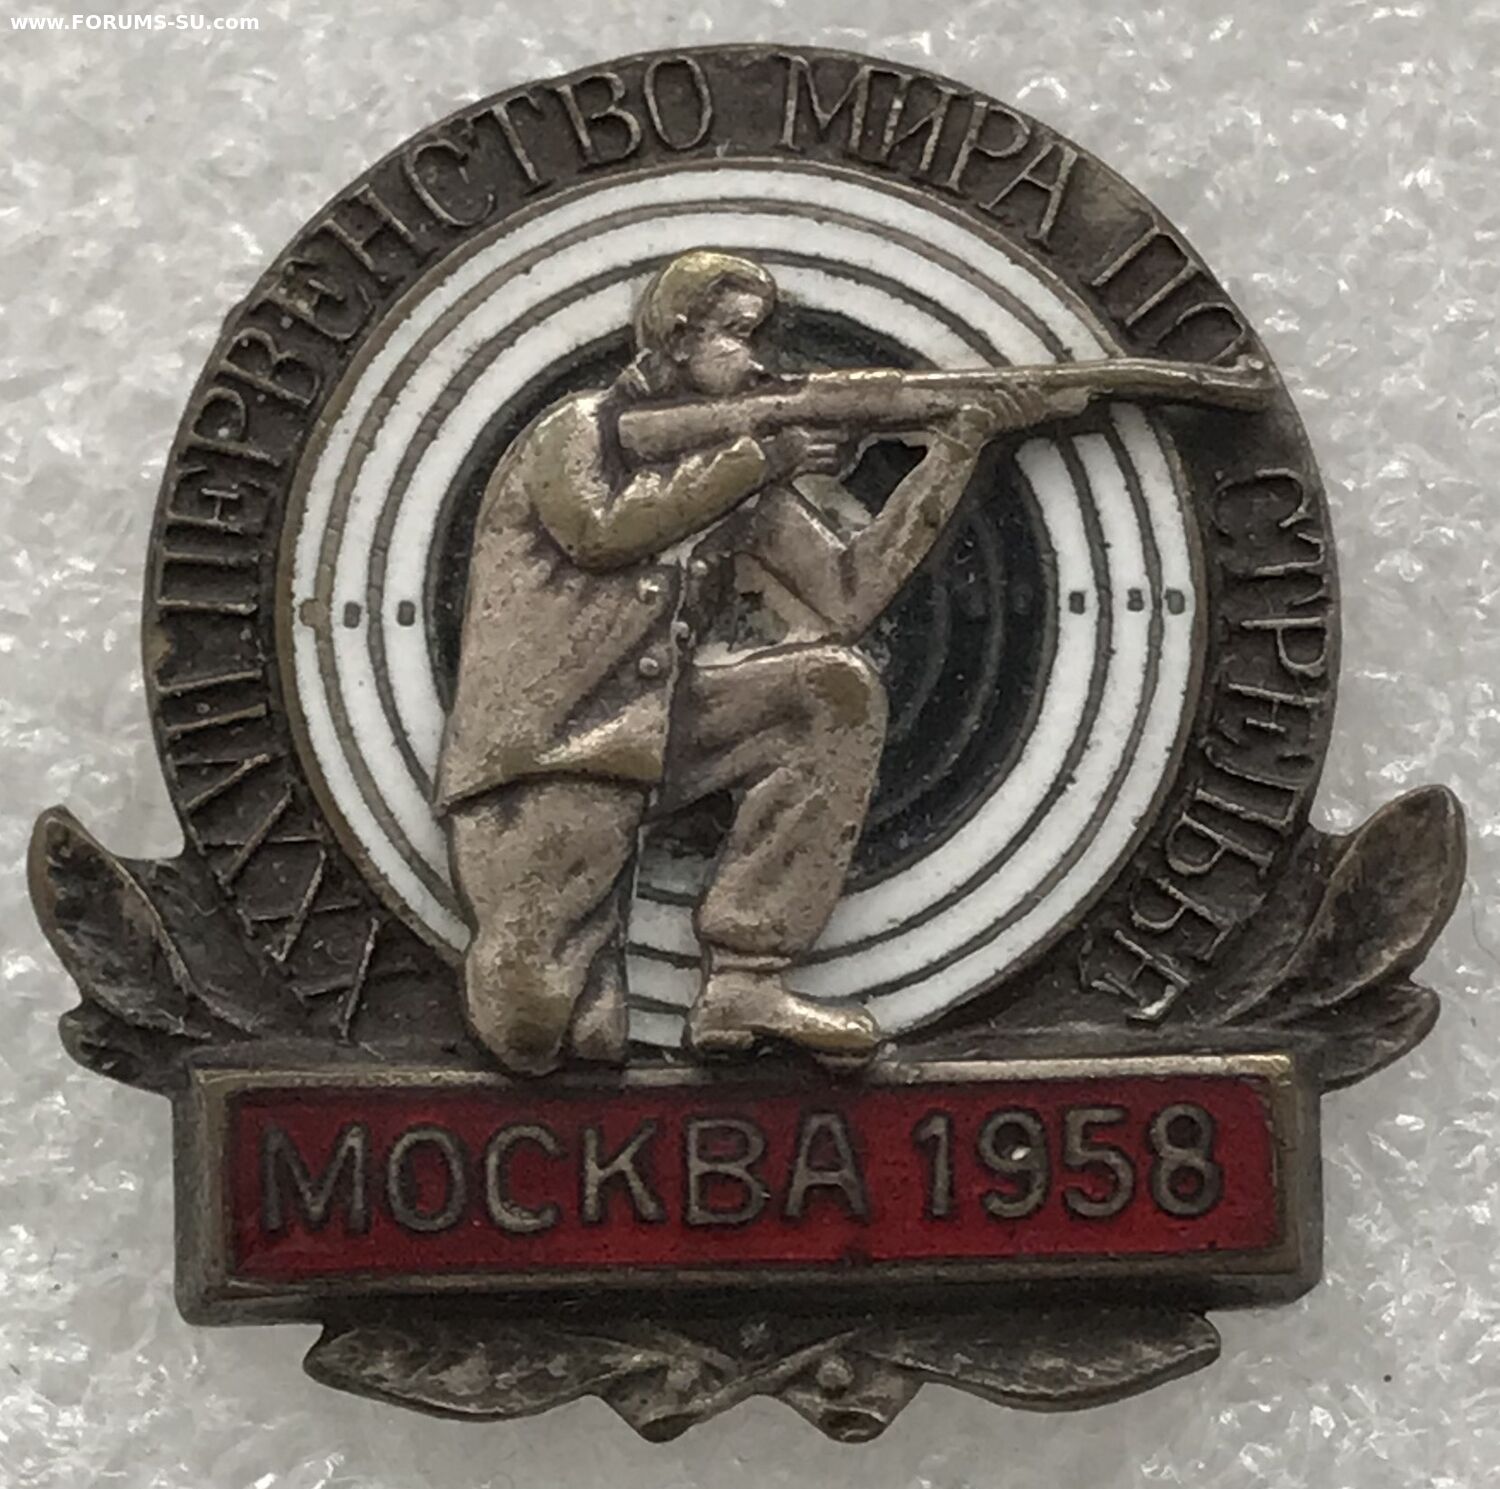 www.FORUMS-SU.com
XXXVII ПЕРВЕНСТВО МИРА ПО СТРЕЛЬБЕ
МОСКВА 1958